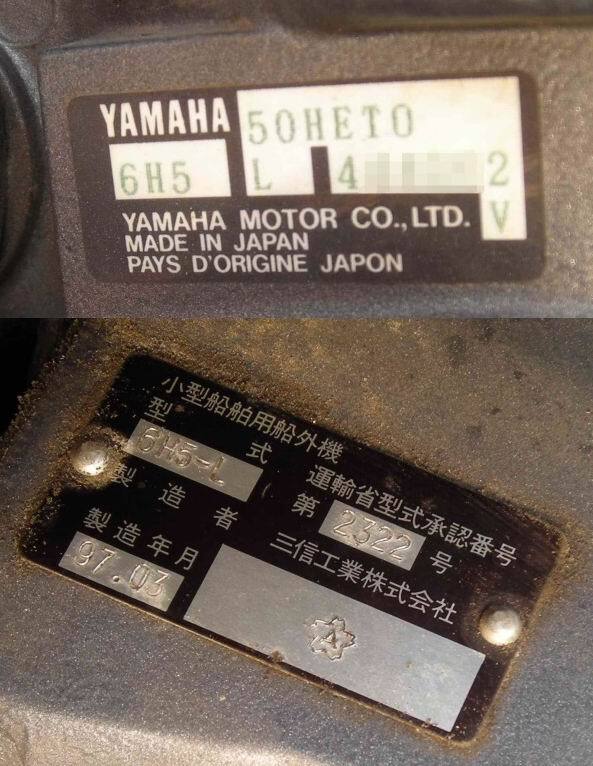 YAMAHA 50HETO
6H5 L 4 2
V
YAMAHA MOTOR CO.,LTD.
MADE IN JAPAN
PAYS D'ORIGINE JAPON
小型船舶用船外機
型式 6H5-L
運輸省型式承認番号
第 2322 号
製造者 三信工業株式会社
製造年月
97.03
A